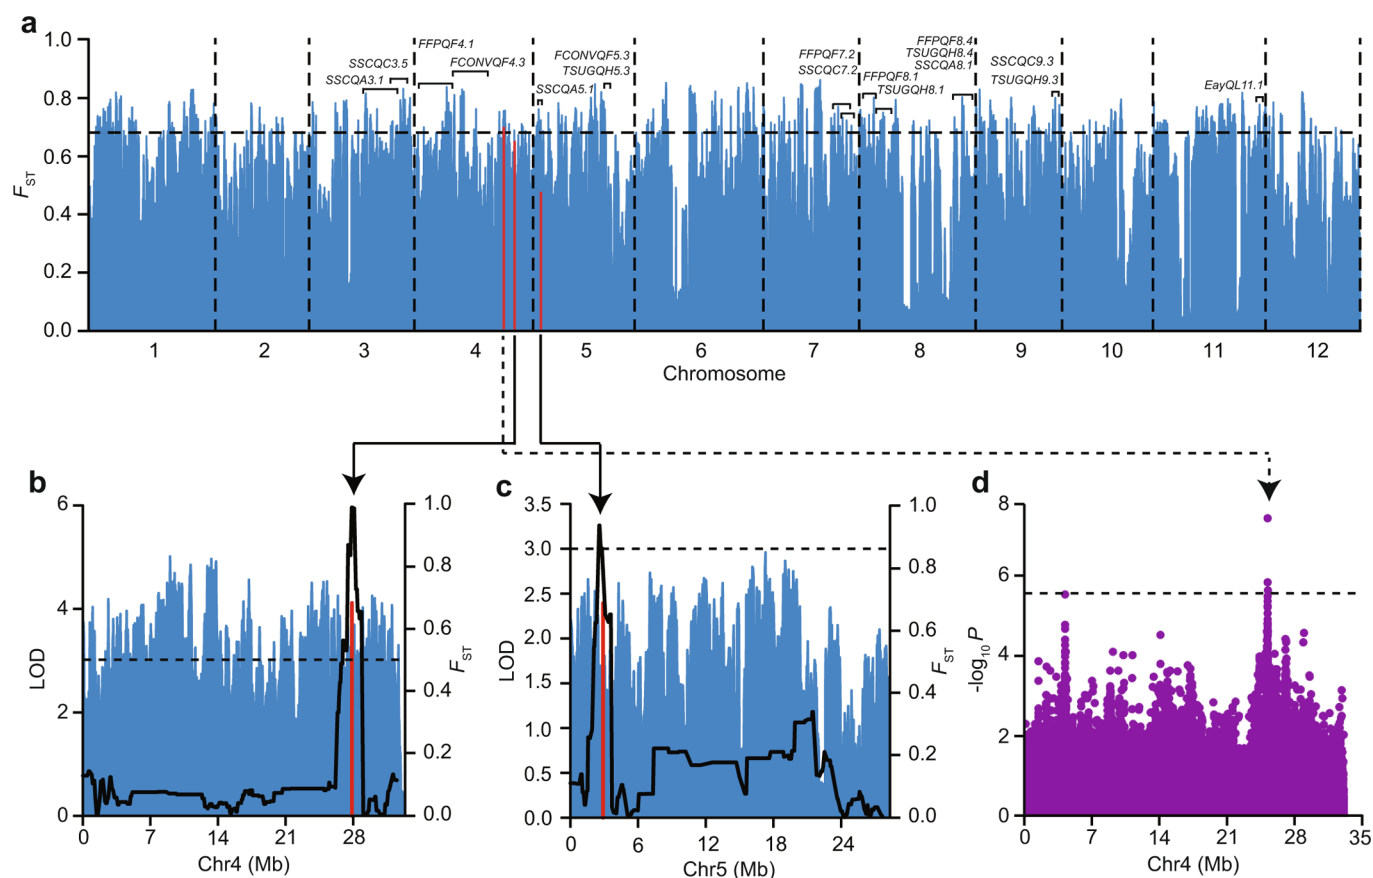 a
1.0
0.8
0.6
0.4
0.2
0.0
FST
SSCQA3.1
SSCQC3.5
FFPQF4.1
FCONVQF4.3
FCONVQF5.3
TSUGQH5.3
SSCQA5.1
FFPQF7.2
SSCQC7.2
FFPQF8.1
TSUGQH8.1
FFPQF8.4
TSUGQH8.4
SSCQA8.1
SSCQC9.3
TSUGQH9.3
EayQL11.1
1 2 3 4 5 6 7 8 9 10 11 12
Chromosome
b
6
4
2
0
LOD
1.0
0.8
0.6
0.4
0.2
0.0
FST
0 7 14 21 28
Chr4 (Mb)
c
3.5
3.0
2.5
2.0
1.5
1.0
0.5
0.0
LOD
1.0
0.8
0.6
0.4
0.2
0.0
FST
0 6 12 18 24
Chr5 (Mb)
d
8
6
4
2
0
-log10 P
0 7 14 21 28 35
Chr4 (Mb)